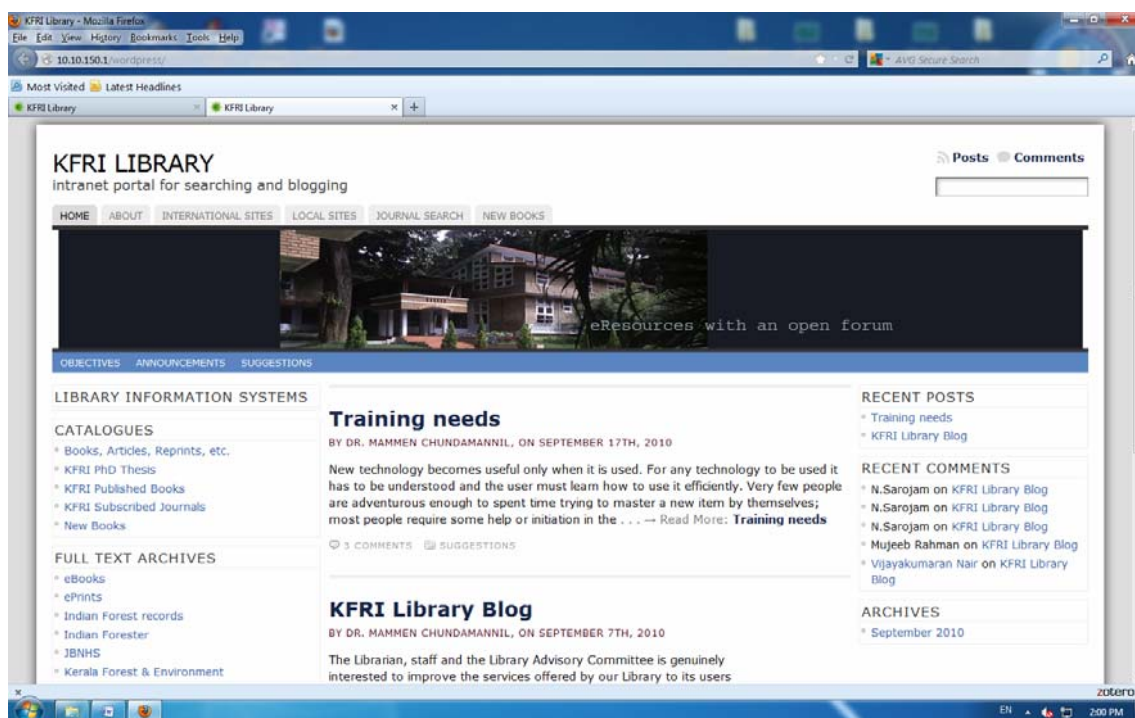 KFRI Library - Mozilla Firefox
File Edit View History Bookmarks Tools Help
10.10.150.1/wordpress/
AVG Secure Search
Most Visited Latest Headlines
KFRI Library
KFRI Library
KFRI LIBRARY
intranet portal for searching and blogging
Posts Comments
HOME ABOUT INTERNATIONAL SITES LOCAL SITES JOURNAL SEARCH NEW BOOKS
eResources with an open forum
OBJECTIVES ANNOUNCEMENTS SUGGESTIONS
LIBRARY INFORMATION SYSTEMS
CATALOGUES
Books, Articles, Reprints, etc.
KFRI PhD Thesis
KFRI Published Books
KFRI Subscribed Journals
New Books
FULL TEXT ARCHIVES
eBooks
ePrints
Indian Forest records
Indian Forester
JBNHS
Kerala Forest & Environment
Training needs
BY DR. MAMMEN CHUNDAMANNIL, ON SEPTEMBER 17TH, 2010
New technology becomes useful only when it is used. For any technology to be used it
has to be understood and the user must learn how to use it efficiently. Very few people
are adventurous enough to spent time trying to master a new item by themselves;
most people require some help or initiation in the . . . → Read More: Training needs
3 COMMENTS SUGGESTIONS
KFRI Library Blog
BY DR. MAMMEN CHUNDAMANNIL, ON SEPTEMBER 7TH, 2010
The Librarian, staff and the Library Advisory Committee is genuinely
interested to improve the services offered by our Library to its users
RECENT POSTS
Training needs
KFRI Library Blog
RECENT COMMENTS
N.Sarojam on KFRI Library Blog
N.Sarojam on KFRI Library Blog
N.Sarojam on KFRI Library Blog
Mujeeb Rahman on KFRI Library Blog
Vijayakumaran Nair on KFRI Library
Blog
ARCHIVES
September 2010
zotero
EN 2:00 PM